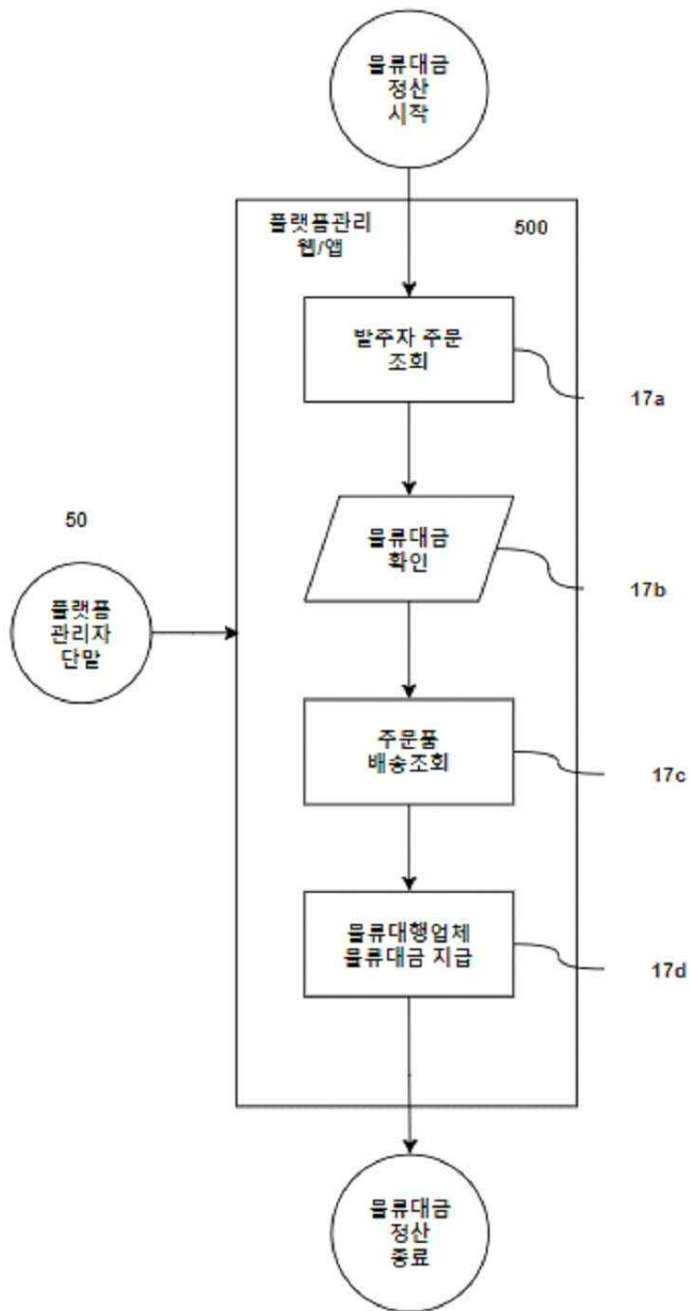 물류대금
정산
시작
플랫폼관리
웹/앱
500
발주자 주문
조회
17a
물류대금
확인
17b
50
플랫폼
관리자
단말
주문품
배송조회
17c
물류대행업체
물류대금 지급
17d
물류대금
정산
종료